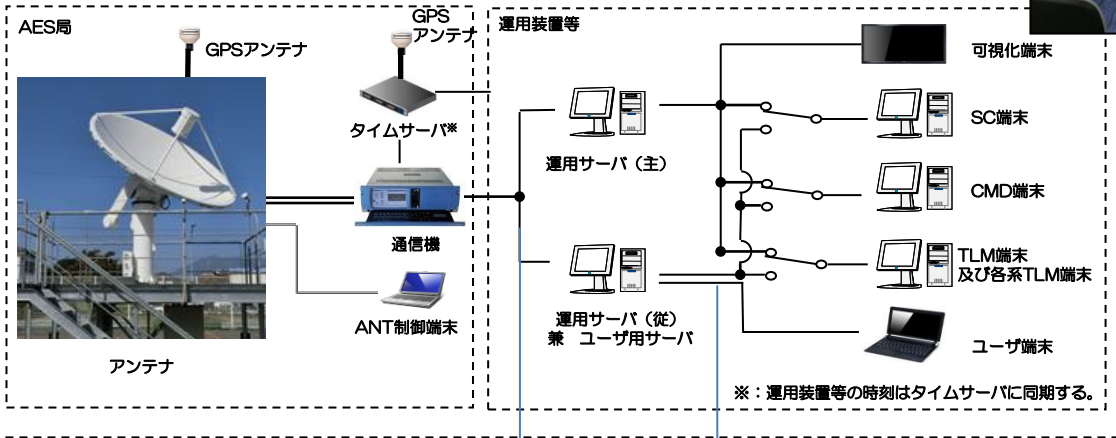 AES局
GPSアンテナ
GPS
アンテナ
タイムサーバ※
通信機
ANT制御端末
アンテナ
運用装置等
運用サーバ（主）
運用サーバ（従）
兼　ユーザ用サーバ
可視化端末
SC端末
CMD端末
TLM端末
及び各系TLM端末
ユーザ端末
※：運用装置等の時刻はタイムサーバに同期する。